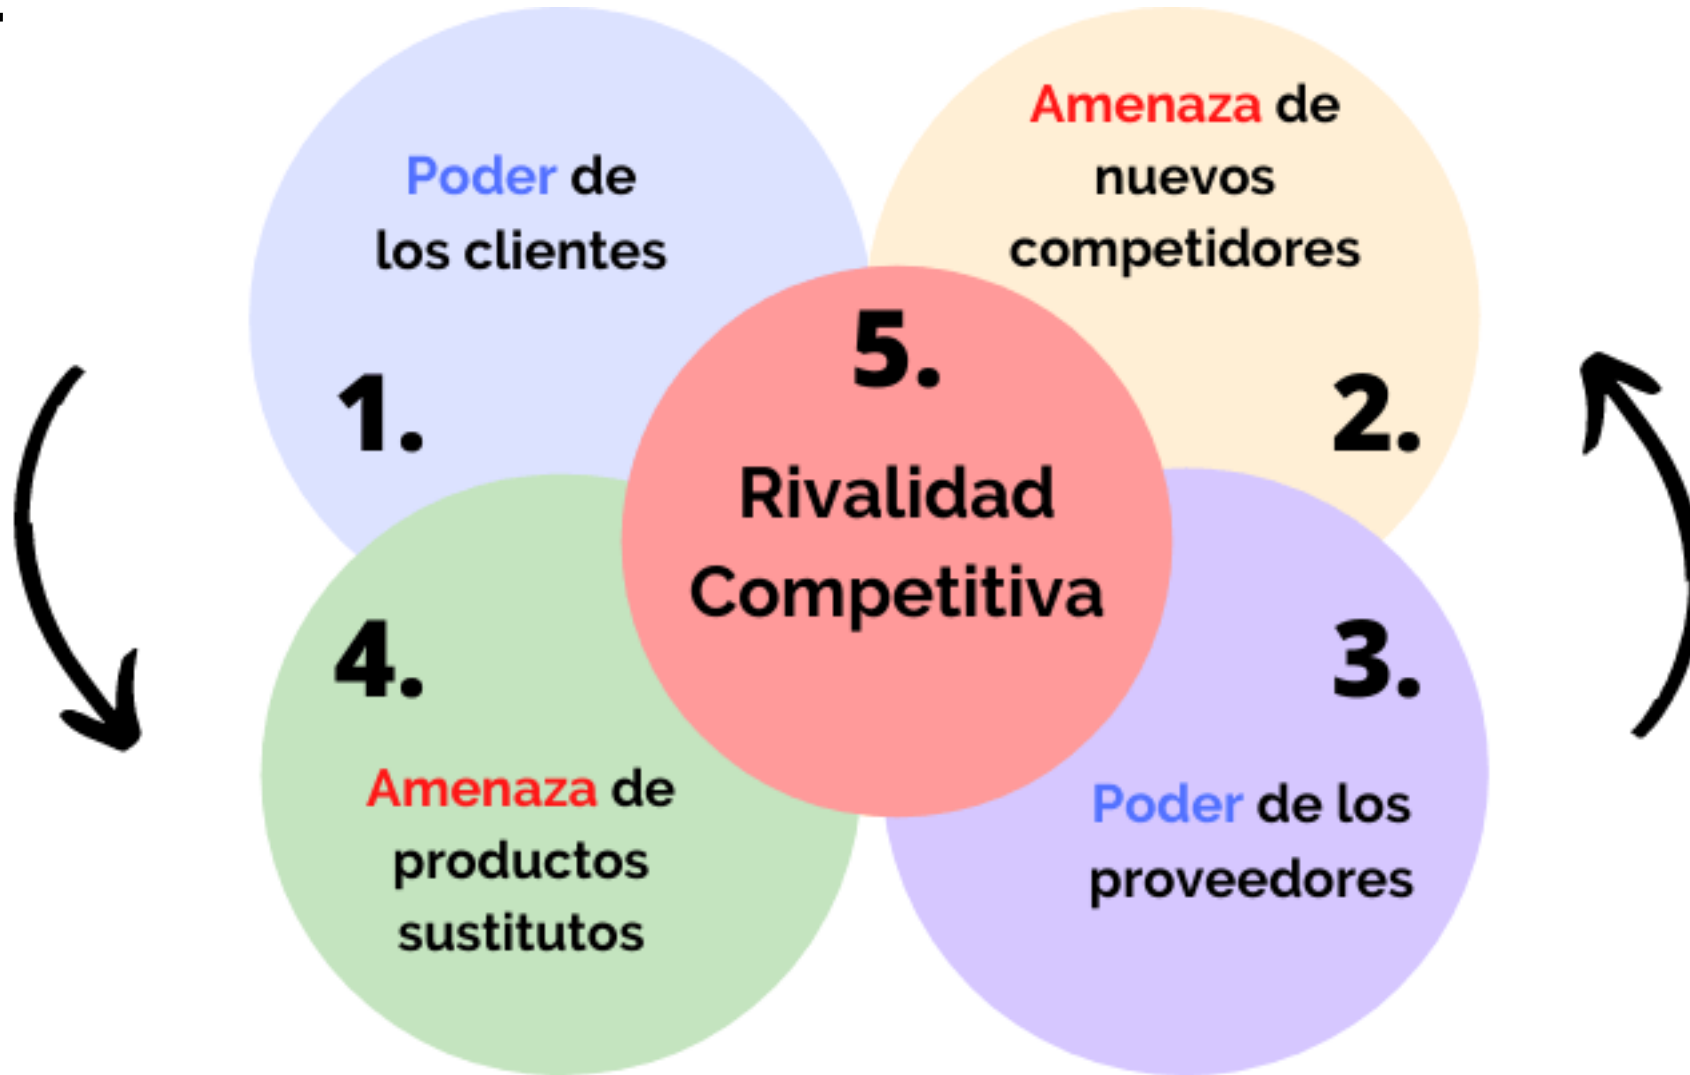 Poder de
los clientes
1.
Amenaza de
nuevos
competidores
2.
5.
Rivalidad
Competitiva
4.
Amenaza de
productos
sustitutos
3.
Poder de los
proveedores